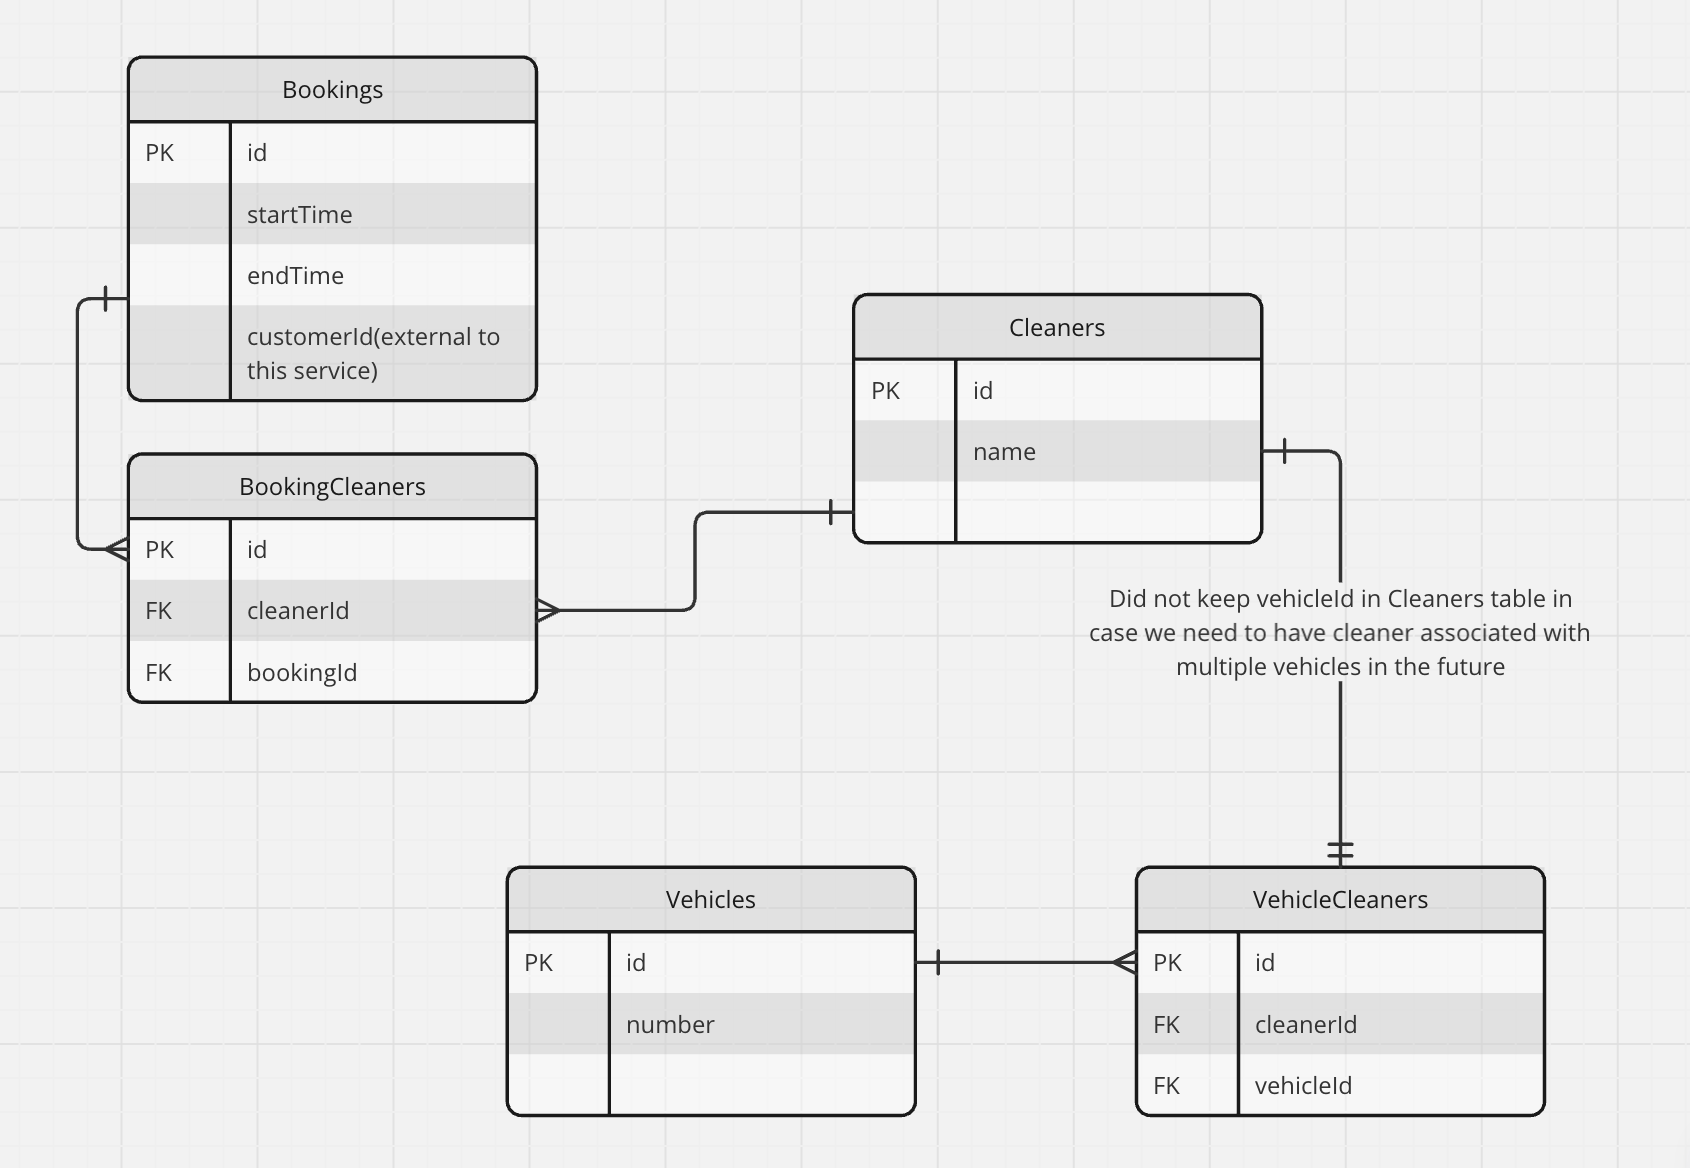 Bookings
PK id
startTime
endTime
customerId(external to
this service)
BookingCleaners
PK id
FK cleanerId
FK bookingId
Cleaners
PK id
name
Did not keep vehicleId in Cleaners table in
case we need to have cleaner associated with
multiple vehicles in the future
Vehicles
PK id
number
VehicleCleaners
PK id
FK cleanerId
FK vehicleId